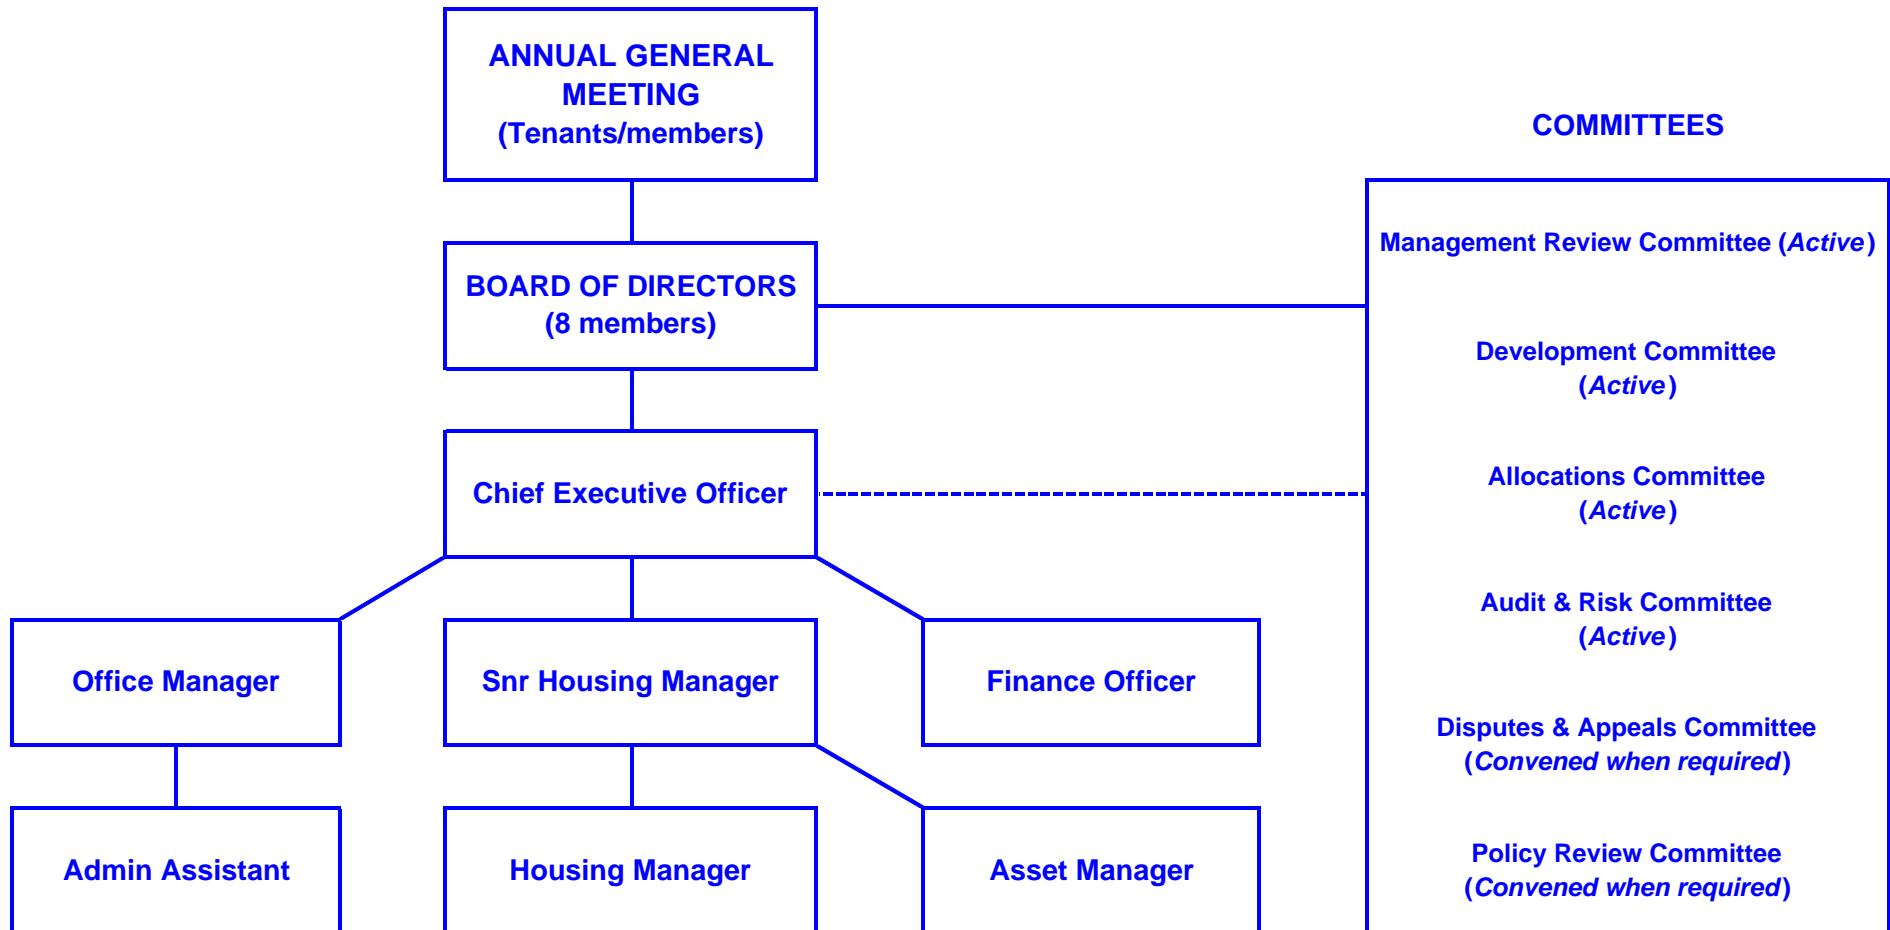 ANNUAL GENERAL
MEETING
(Tenants/members)
BOARD OF DIRECTORS
(8 members)
Chief Executive Officer
Office Manager
Snr Housing Manager
Finance Officer
Admin Assistant
Housing Manager
Asset Manager
COMMITTEES
Management Review Committee (Active)
Development Committee
(Active)
Allocations Committee
(Active)
Audit & Risk Committee
(Active)
Disputes & Appeals Committee
(Convened when required)
Policy Review Committee
(Convened when required)